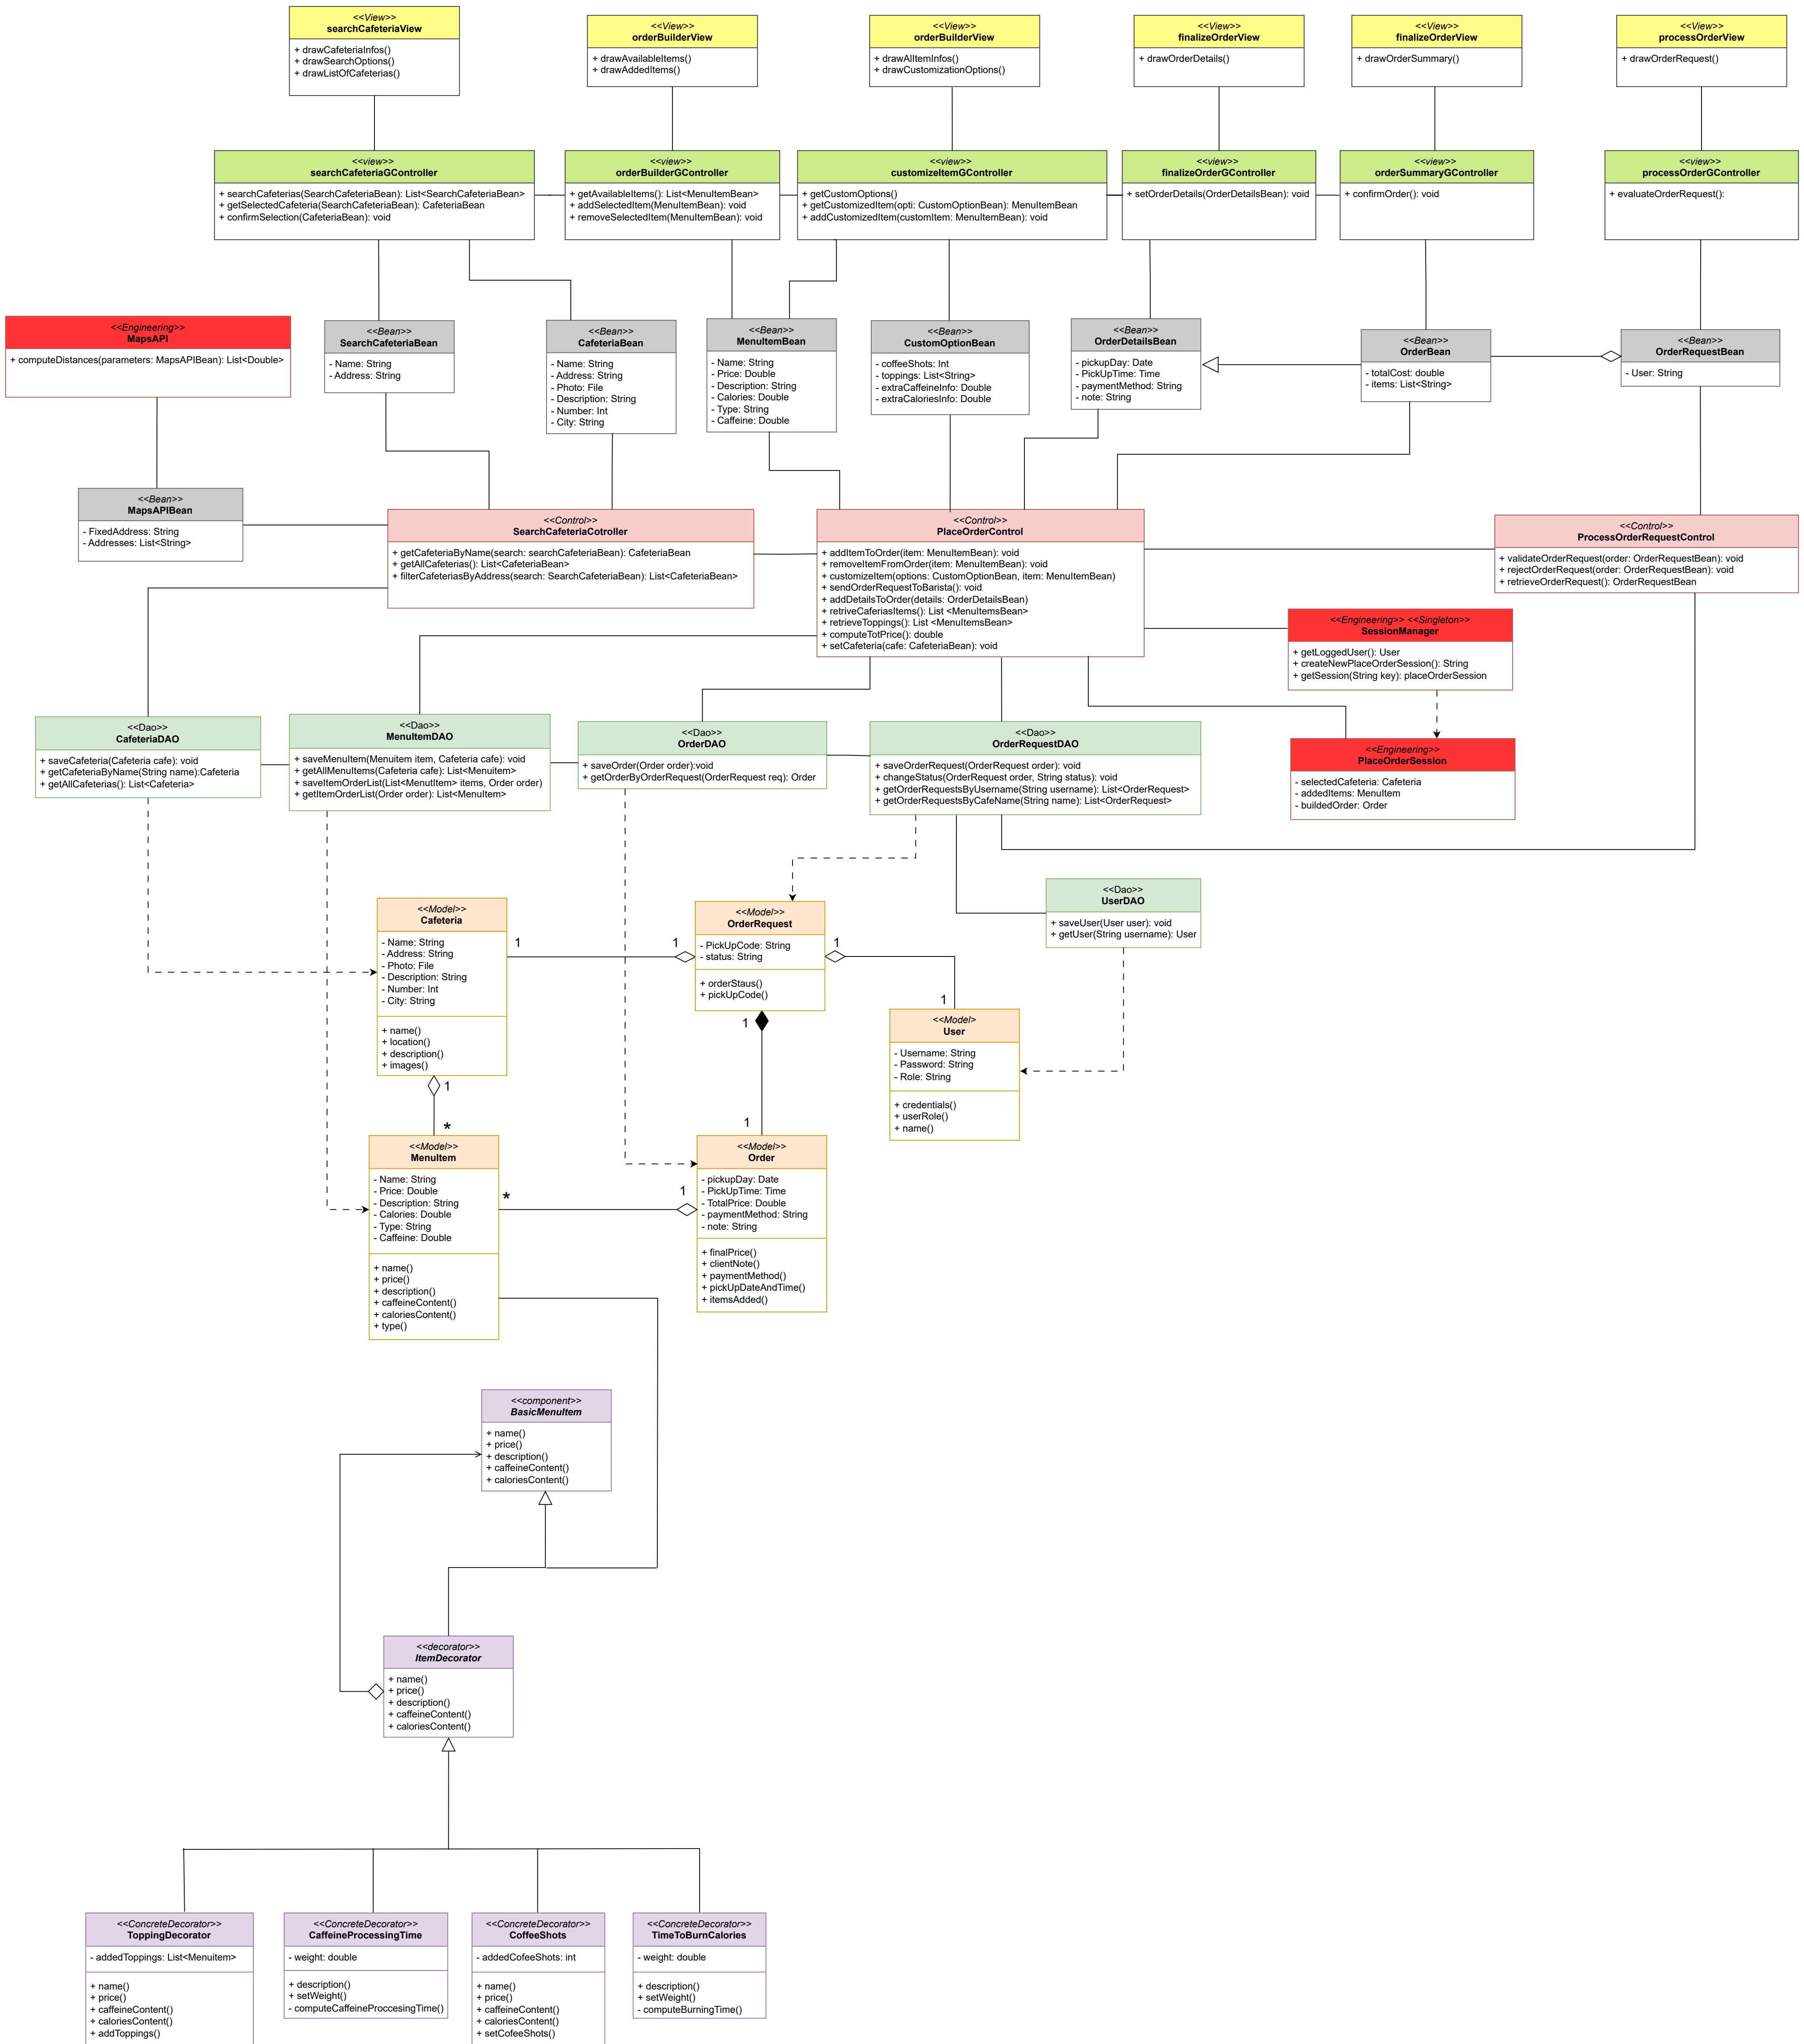 <<View>>
searchCafeteriaView
+ drawCafeteriaInfos()
+ drawSearchOptions()
+ drawListOfCafeterias()
<<View>>
orderBuilderView
+ drawAvailableItems()
+ drawAddedItems()
<<View>>
orderBuilderView
+ drawAllItemInfos()
+ drawCustomizationOptions()
<<View>>
finalizeOrderView
+ drawOrderDetails()
<<View>>
finalizeOrderView
+ drawOrderSummary()
<<View>>
processOrderView
+ drawOrderRequest()
<<view>>
searchCafeteriaGController
+ searchCafeterias(SearchCafeteriaBean): List<SearchCafeteriaBean>
+ getSelectedCafeteria(SearchCafeteriaBean): CafeteriaBean
+ confirmSelection(CafeteriaBean): void
<<view>>
orderBuilderGController
+ getAvailableItems(): List<MenuItemBean>
+ addSelectedItem(MenuItemBean): void
+ removeSelectedItem(MenuItemBean): void
<<view>>
customizeItemGController
+ getCustomOptions()
+ getCustomizedItem(opti: CustomOptionBean): MenuItemBean
+ addCustomizedItem(customItem: MenuItemBean): void
<<view>>
finalizeOrderGController
+ setOrderDetails(OrderDetailsBean): void
<<view>>
orderSummaryGController
+ confirmOrder(): void
<<view>>
processOrderGController
+ evaluateOrderRequest():
<<Engineering>>
MapsAPI
+ computeDistances(parameters: MapsAPIBean): List<Double>
<<Bean>>
SearchCafeteriaBean
- Name: String
- Address: String
<<Bean>>
CafeteriaBean
- Name: String
- Address: String
- Photo: File
- Description: String
- Number: Int
- City: String
<<Bean>>
MenuItemBean
- Name: String
- Price: Double
- Description: String
- Calories: Double
- Type: String
- Caffeine: Double
<<Bean>>
CustomOptionBean
- coffeeShots: Int
- toppings: List<String>
- extraCaffeineInfo: Double
- extraCaloriesInfo: Double
<<Bean>>
OrderDetailsBean
- pickupDay: Date
- PickUpTime: Time
- paymentMethod: String
- note: String
<<Bean>>
OrderBean
- totalCost: double
- items: List<String>
<<Bean>>
OrderRequestBean
- User: String
<<Bean>>
MapsAPIBean
- FixedAddress: String
- Addresses: List<String>
<<Control>>
SearchCafeteriaCotroller
+ getCafeteriaByName(search: searchCafeteriaBean): CafeteriaBean
+ getAllCafeterias(): List<CafeteriaBean>
+ filterCafeteriasByAddress(search: SearchCafeteriaBean): List<CafeteriaBean>
<<Control>>
PlaceOrderControl
+ addItemToOrder(item: MenuItemBean): void
+ removeItemFromOrder(item: MenuItemBean): void
+ customizeItem(options: CustomOptionBean, item: MenuItemBean)
+ sendOrderRequestToBarista(): void
+ addDetailsToOrder(details: OrderDetailsBean)
+ retriveCaferiasItems(): List <MenuItemsBean>
+ retrieveToppings(): List <MenuItemsBean>
+ computeTotPrice(): double
+ setCafeteria(cafe: CafeteriaBean): void
<<Control>>
ProcessOrderRequestControl
+ validateOrderRequest(order: OrderRequestBean): void
+ rejectOrderRequest(order: OrderRequestBean): void
+ retrieveOrderRequest(): OrderRequestBean
<<Engineering>> <<Singleton>>
SessionManager
+ getLoggedUser(): User
+ createNewPlaceOrderSession(): String
+ getSession(String key): placeOrderSession
<<Dao>>
CafeteriaDAO
+ saveCafeteria(Cafeteria cafe): void
+ getCafeteriaByName(String name):Cafeteria
+ getAllCafeterias(): List<Cafeteria>
<<Dao>>
MenuItemDAO
+ saveMenuItem(Menuitem item, Cafeteria cafe): void
+ getAllMenuItems(Cafeteria cafe): List<Menuitem>
+ saveItemOrderList(List<MenutItem> items, Order order)
+ getItemOrderList(Order order): List<MenuItem>
<<Dao>>
OrderDAO
+ saveOrder(Order order):void
+ getOrderByOrderRequest(OrderRequest req): Order
<<Dao>>
OrderRequestDAO
+ saveOrderRequest(OrderRequest order): void
+ changeStatus(OrderRequest order, String status): void
+ getOrderRequestsByUsername(String username): List<OrderRequest>
+ getOrderRequestsByCafeName(String name): List<OrderRequest>
<<Engineering>>
PlaceOrderSession
- selectedCafeteria: Cafeteria
- addedItems: MenuItem
- buildedOrder: Order
<<Dao>>
UserDAO
+ saveUser(User user): void
+ getUser(String username): User
<<Model>>
Cafeteria
- Name: String
- Address: String
- Photo: File
- Description: String
- Number: Int
- City: String
+ name()
+ location()
+ description()
+ images()
1
1
<<Model>>
OrderRequest
- PickUpCode: String
- status: String
+ orderStaus()
+ pickUpCode()
1
1
<<Model>
User
- Username: String
- Password: String
- Role: String
+ credentials()
+ userRole()
+ name()
1
1
1
*
<<Model>>
MenuItem
- Name: String
- Price: Double
- Description: String
- Calories: Double
- Type: String
- Caffeine: Double
+ name()
+ price()
+ description()
+ caffeineContent()
+ caloriesContent()
+ type()
*
1
<<Model>>
Order
- pickupDay: Date
- PickUpTime: Time
- TotalPrice: Double
- paymentMethod: String
- note: String
+ finalPrice()
+ clientNote()
+ paymentMethod()
+ pickUpDateAndTime()
+ itemsAdded()
<<component>>
BasicMenuItem
+ name()
+ price()
+ description()
+ caffeineContent()
+ caloriesContent()
<<decorator>>
ItemDecorator
+ name()
+ price()
+ description()
+ caffeineContent()
+ caloriesContent()
<<ConcreteDecorator>>
ToppingDecorator
- addedToppings: List<Menuitem>
+ name()
+ price()
+ caffeineContent()
+ caloriesContent()
+ addToppings()
<<ConcreteDecorator>>
CaffeineProcessingTime
- weight: double
+ description()
+ setWeight()
- computeCaffeineProccesingTime()
<<ConcreteDecorator>>
CoffeeShots
- addedCofeeShots: int
+ name()
+ price()
+ caffeineContent()
+ caloriesContent()
+ setCofeeShots()
<<ConcreteDecorator>>
TimeToBurnCalories
- weight: double
+ description()
+ setWeight()
- computeBurningTime()